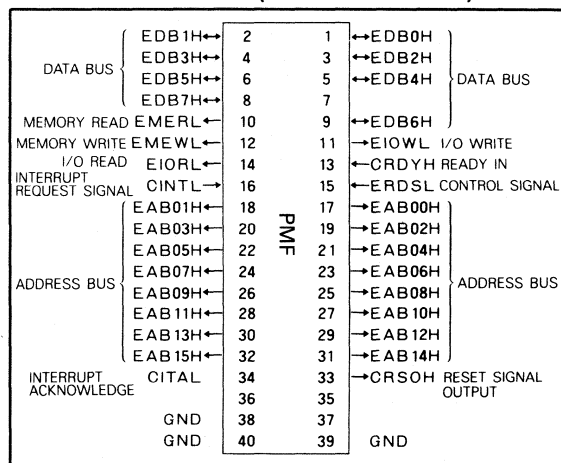 EDB1H↔ 2 1 ↔EDB0H
EDB3H↔ 4 3 ↔EDB2H
DATA BUS
EDB5H↔ 6 5 ↔EDB4H DATA BUS
EDB7H↔ 8 7
MEMORY READ EMERL← 10 9 ↔EDB6H
MEMORY WRITE EMEWL← 12 11 →EIOWL I/O WRITE
I/O READ EIORL← 14 13 ←CRDYH READY IN
INTERRUPT
REQUEST SIGNAL CINTL→ 16 15 ←ERDSL CONTROL SIGNAL
EAB01H← 18 17 →EAB00H
EAB03H← 20 19 →EAB02H
EAB05H← 22 21 →EAB04H
EAB07H← 24 23 →EAB06H
ADDRESS BUS ADDRESS BUS
EAB09H← 26 25 →EAB08H
EAB11H← 28 27 →EAB10H
EAB13H← 30 29 →EAB12H
EAB15H← 32 31 →EAB14H
INTERRUPT CITAL 34 33 →CRSOH RESET SIGNAL
ACKNOWLEDGE OUTPUT
36 35
GND 38 37
GND 40 39 GND
PMF